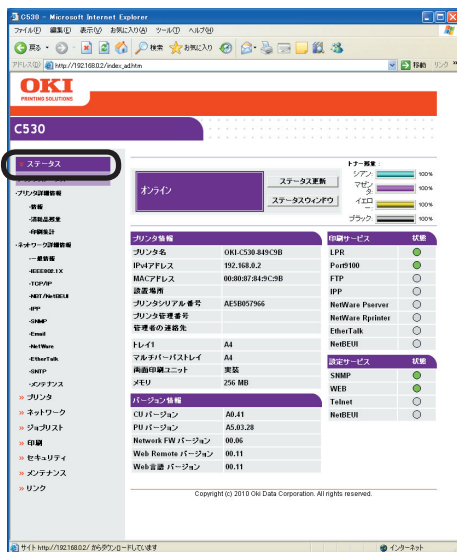 C530 - Microsoft Internet Explorer
ファイル(F) 編集(E) 表示(V) お気に入り(A) ツール(T) ヘルプ(H)
戻る 検索 お気に入り
アドレス(D) http://192.168.0.2/index_ad.htm 移動 リンク
OKI
PRINTING SOLUTIONS
C530
ステータス
・プリンタ詳細情報
-情報
-消耗品残量
-印刷集計
・ネットワーク詳細情報
-一般情報
-IEEE802.1X
-TCP/IP
-NBT/NetBEUI
-IPP
-SNMP
-Email
-NetWare
-EtherTalk
-SNTP
-メンテナンス
» プリンタ
» ネットワーク
» ジョブリスト
» 印刷
» セキュリティ
» メンテナンス
» リンク
オンライン
ステータス更新
ステータスウィンドウ
トナー残量 :
シアン: 100%
マゼンタ: 100%
イエロー: 100%
ブラック: 100%
プリンタ情報
プリンタ名 OKI-C530-849C9B
IPv4アドレス 192.168.0.2
MACアドレス 00:80:87:84:9C:9B
設置場所
プリンタシリアル番号 AE5B057966
プリンタ管理番号
管理者の連絡先
トレイ1 A4
マルチパーパストレイ A4
両面印刷ユニット 実装
メモリ 256 MB
バージョン情報
CU バージョン A0.41
PU バージョン A5.03.28
Network FW バージョン 00.06
Web Remote バージョン 00.11
Web言語 バージョン 00.11
印刷サービス 状態
LPR
Port9100
FTP
IPP
NetWare Pserver
NetWare Rprinter
EtherTalk
NetBEUI
設定サービス 状態
SNMP
WEB
Telnet
NetBEUI
Copyright (c) 2010 Oki Data Corporation. All rights reserved.
サイト http://192.168.0.2/ からダウンロードしています インターネット